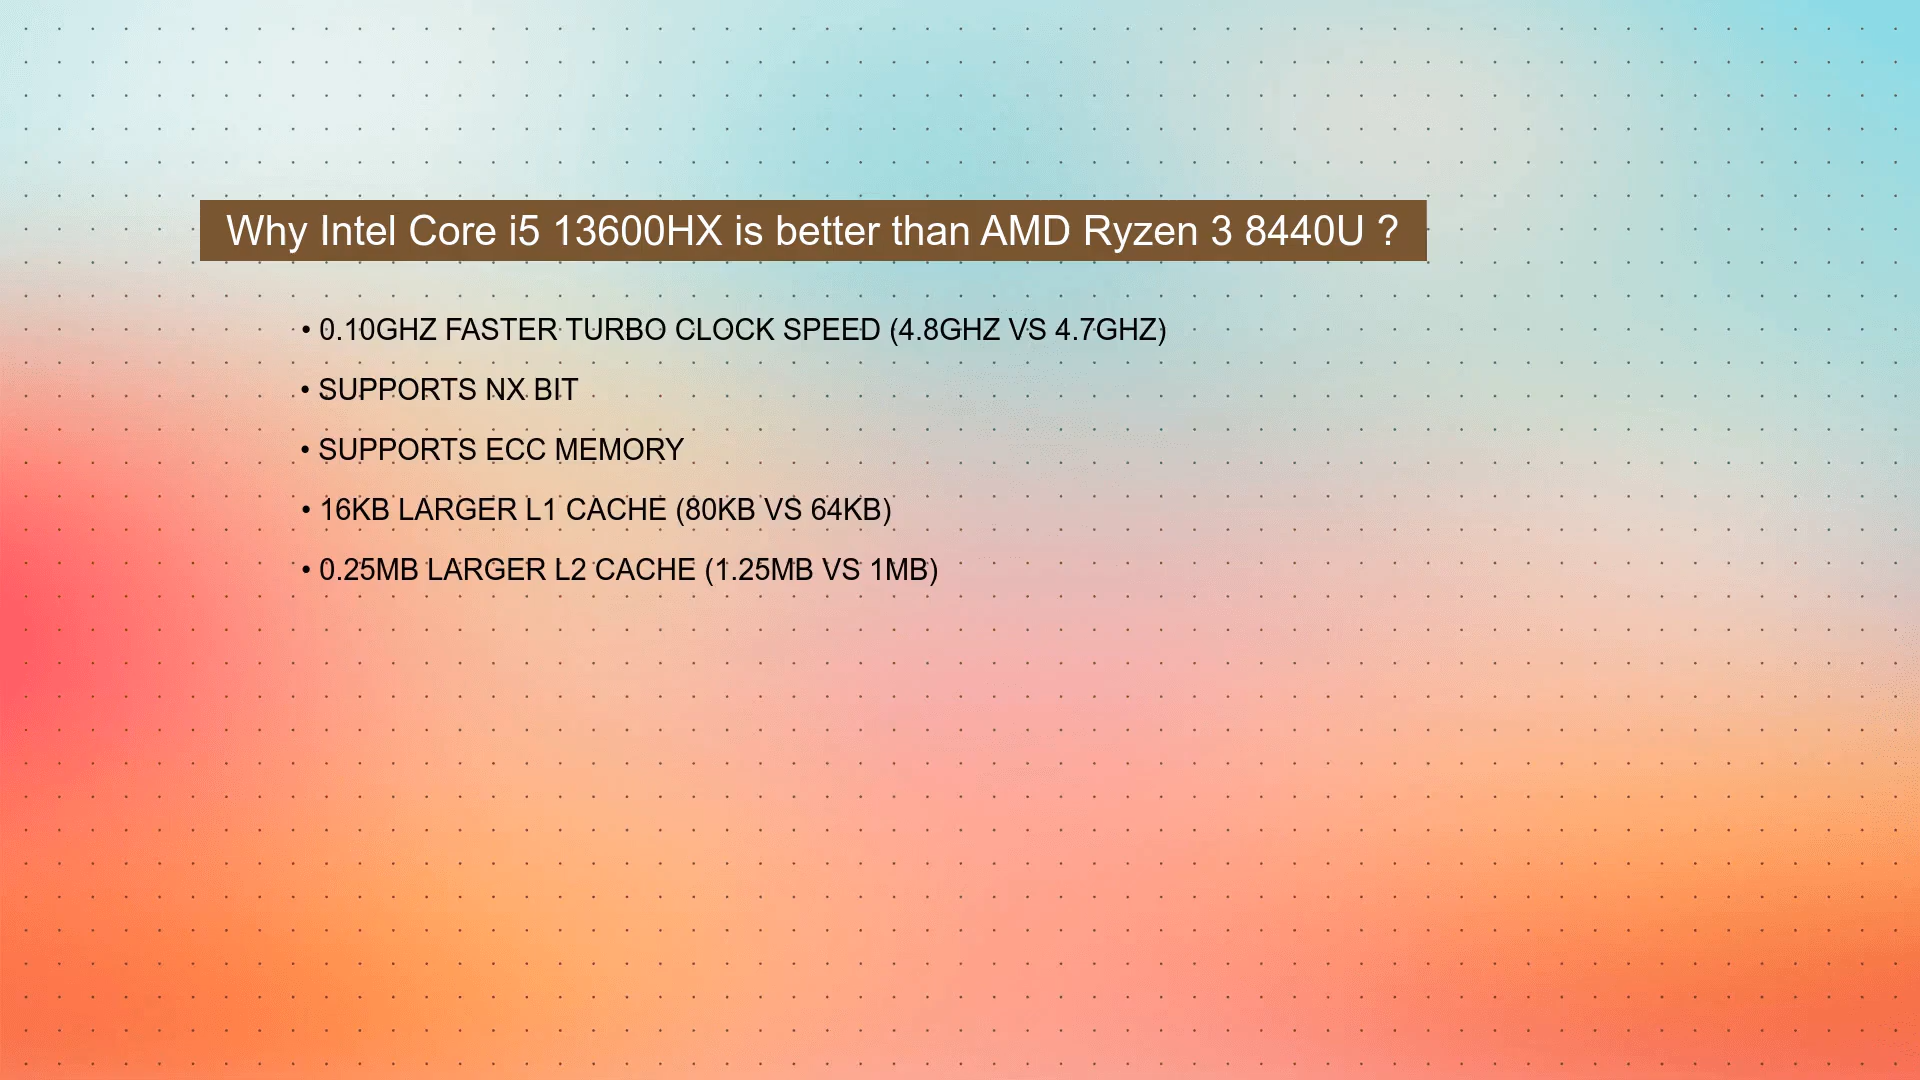 Why Intel Core i5 13600HX is better than AMD Ryzen 3 8440U ?
• 0.10GHZ FASTER TURBO CLOCK SPEED (4.8GHZ VS 4.7GHZ)
• SUPPORTS NX BIT
• SUPPORTS ECC MEMORY
• 16KB LARGER L1 CACHE (80KB VS 64KB)
• 0.25MB LARGER L2 CACHE (1.25MB VS 1MB)